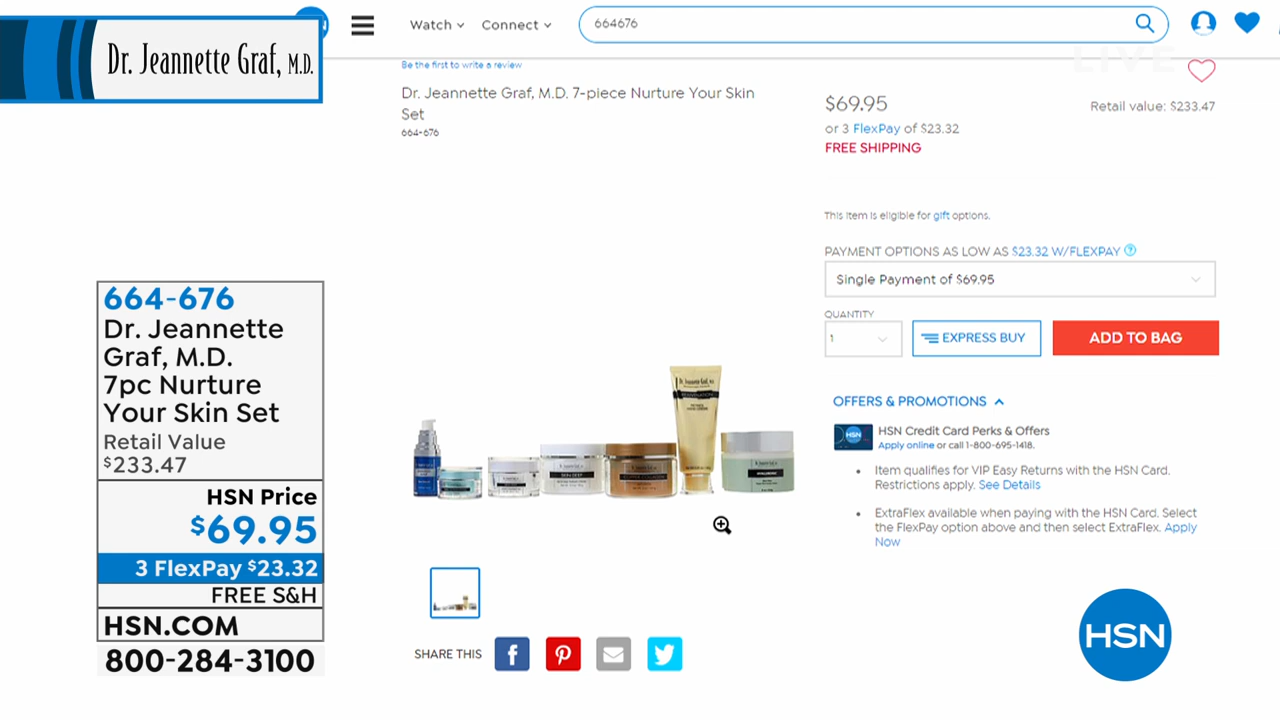 Dr. Jeannette Graf, M.D.
Watch
Connect
664676
LIVE
Be the first to write a review
Dr. Jeannette Graf, M.D. 7-piece Nurture Your Skin
Set
664-676
$69.95
Retail value: $233.47
or 3 FlexPay of $23.32
FREE SHIPPING
This item is eligible for gift options.
PAYMENT OPTIONS AS LOW AS $23.32 W/FLEXPAY ?
Single Payment of $69.95
QUANTITY
1
EXPRESS BUY
ADD TO BAG
OFFERS & PROMOTIONS
HSN
HSN Credit Card Perks & Offers
Apply online or call 1-800-695-1418.
• Item qualifies for VIP Easy Returns with the HSN Card.
Restrictions apply. See Details
• ExtraFlex available when paying with the HSN Card. Select
the FlexPay option above and then select ExtraFlex. Apply
Now
664-676
Dr. Jeannette
Graf, M.D.
7pc Nurture
Your Skin Set
Retail Value
$233.47
HSN Price
$69.95
3 FlexPay $23.32
FREE S&H
HSN.COM
800-284-3100
Dr. Jeannette Graf, M.D.
SKIN DEEP
SHARE THIS
HSN